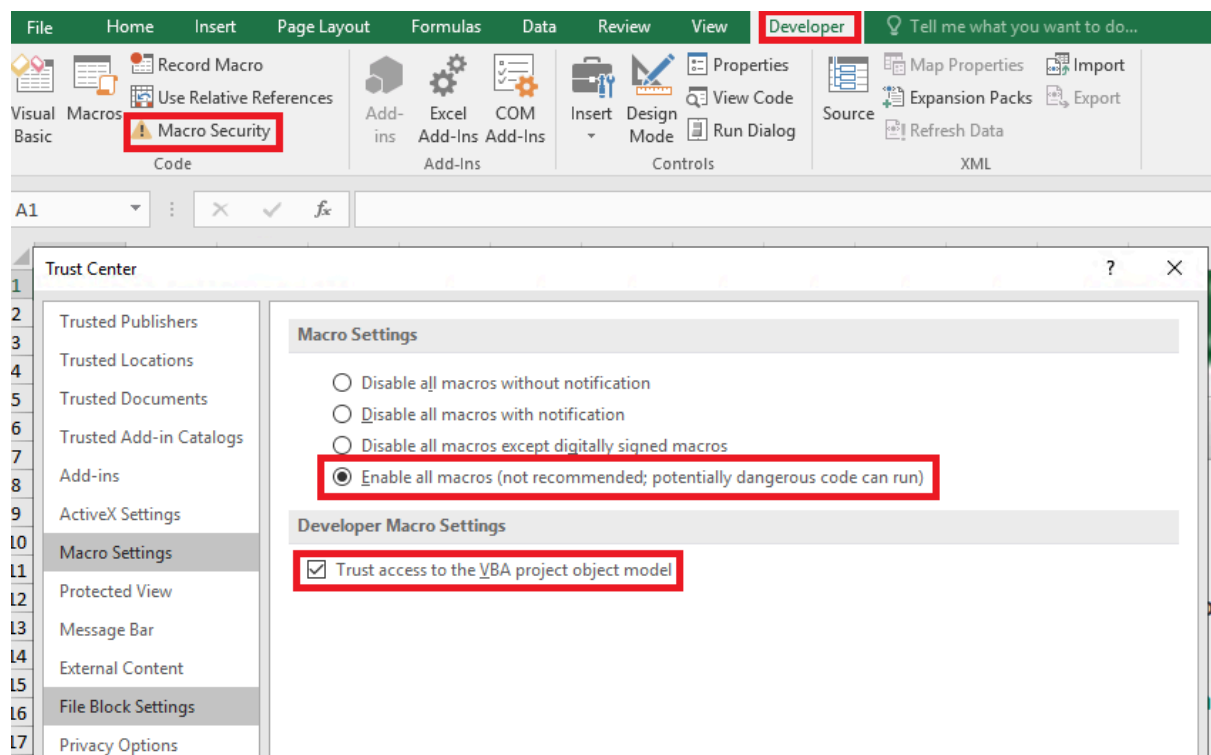 File Home Insert Page Layout Formulas Data Review View Developer Tell me what you want to do...
Visual Basic
Macros
Record Macro
Use Relative References
Macro Security
Code
Add-ins
Excel Add-Ins
COM Add-Ins
Add-Ins
Insert
Design Mode
Properties
View Code
Run Dialog
Controls
Source
Map Properties
Expansion Packs
Refresh Data
Import
Export
XML
A1
fx
Trust Center
?
1
2
3
4
5
6
7
8
9
10
11
12
13
14
15
16
17
Trusted Publishers
Trusted Locations
Trusted Documents
Trusted Add-in Catalogs
Add-ins
ActiveX Settings
Macro Settings
Protected View
Message Bar
External Content
File Block Settings
Privacy Options
Macro Settings
Disable all macros without notification
Disable all macros with notification
Disable all macros except digitally signed macros
Enable all macros (not recommended; potentially dangerous code can run)
Developer Macro Settings
Trust access to the VBA project object model